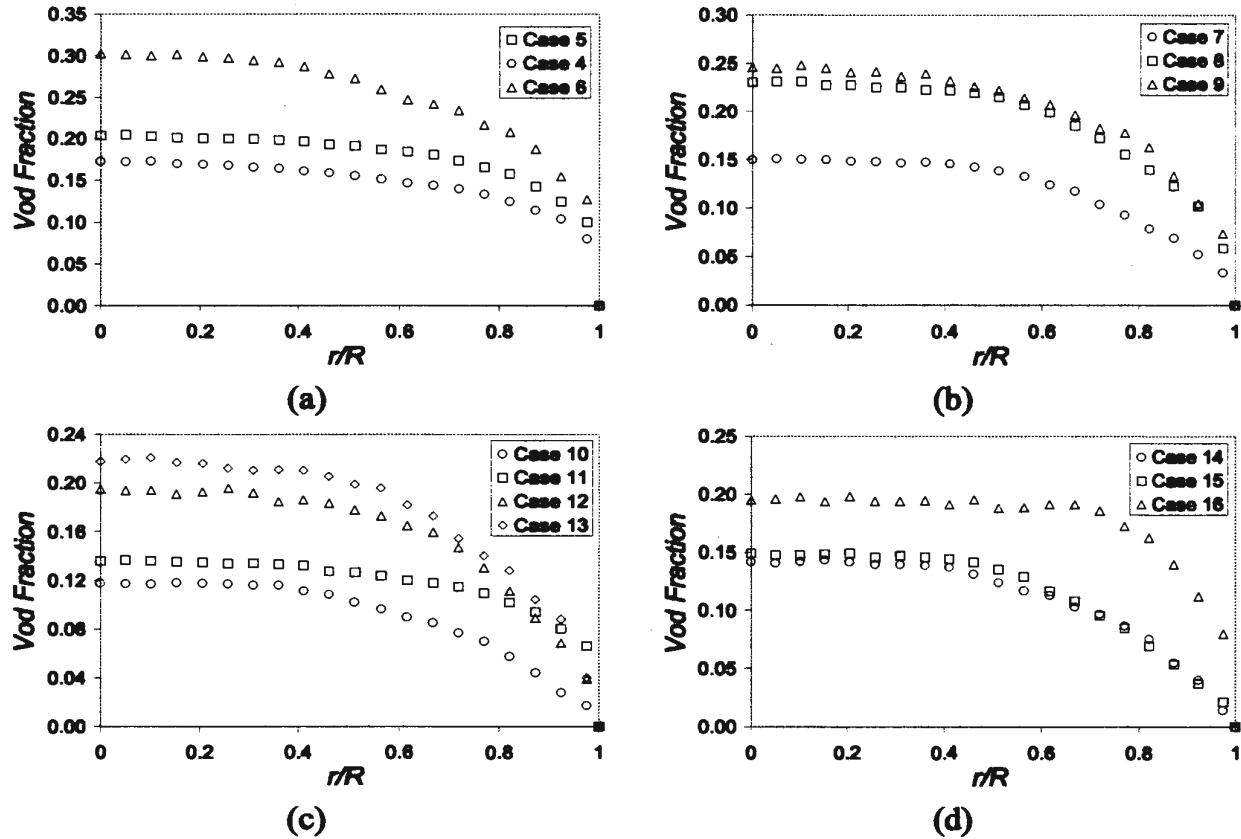 0.35
0.30
0.25
0.20
0.15
0.10
0.05
0.00
Vod Fraction
0 0.2 0.4 0.6 0.8 1
r/R
Case 5
Case 4
Case 6
(a)
0.30
0.25
0.20
0.15
0.10
0.05
0.00
Vod Fraction
0 0.2 0.4 0.6 0.8 1
r/R
Case 7
Case 8
Case 9
(b)
0.24
0.20
0.16
0.12
0.08
0.04
0.00
Vod Fraction
0 0.2 0.4 0.6 0.8 1
r/R
Case 10
Case 11
Case 12
Case 13
(c)
0.25
0.20
0.15
0.10
0.05
0.00
Vod Fraction
0 0.2 0.4 0.6 0.8 1
r/R
Case 14
Case 15
Case 16
(d)